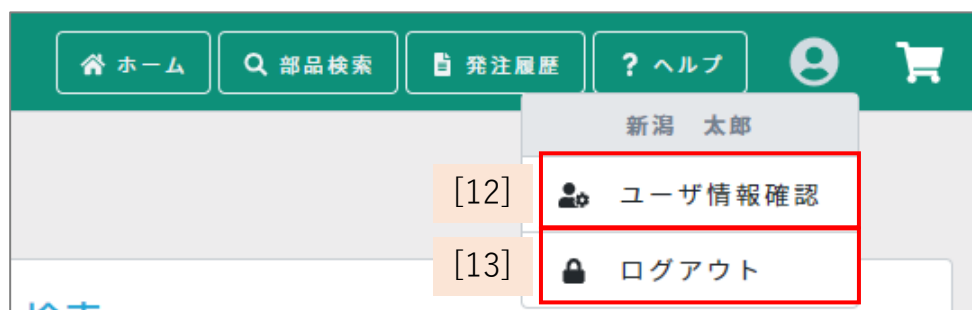 ホーム 部品検索 発注履歴 ? ヘルプ
新潟 太郎
[12] ユーザ情報確認
[13] ログアウト